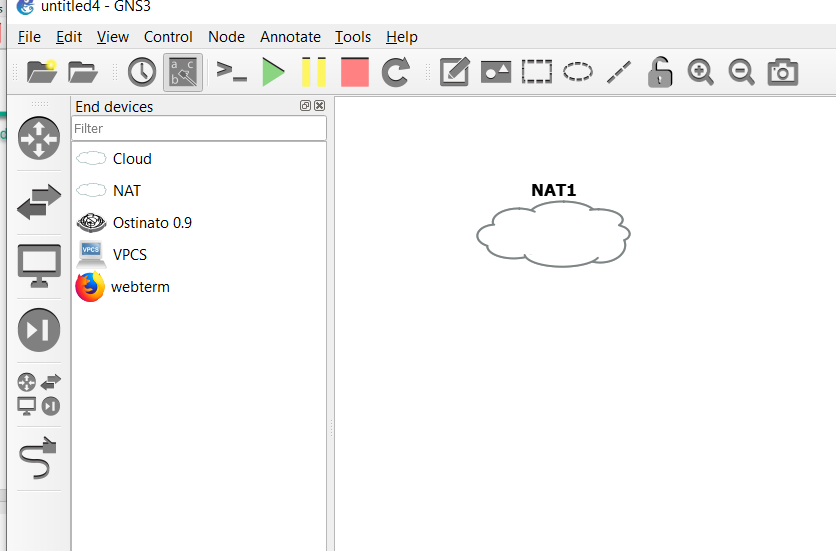 untitled4 - GNS3
File Edit View Control Node Annotate Tools Help
a c
b
End devices
Filter
Cloud
NAT
Ostinato 0.9
VPCS
VPCS
webterm
NAT1